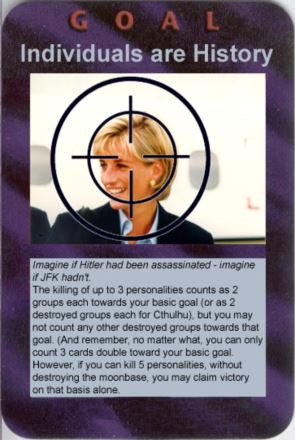 GOAL
Individuals are History
Imagine if Hitler had been assassinated - imagine
if JFK hadn't.
The killing of up to 3 personalities counts as 2
groups each towards your basic goal (or as 2
destroyed groups each for Cthulhu), but you may
not count any other destroyed groups towards that
goal. (And remember, no matter what, you can only
count 3 cards double toward your basic goal.
However, if you can kill 5 personalities, without
destroying the moonbase, you may claim victory
on that basis alone.